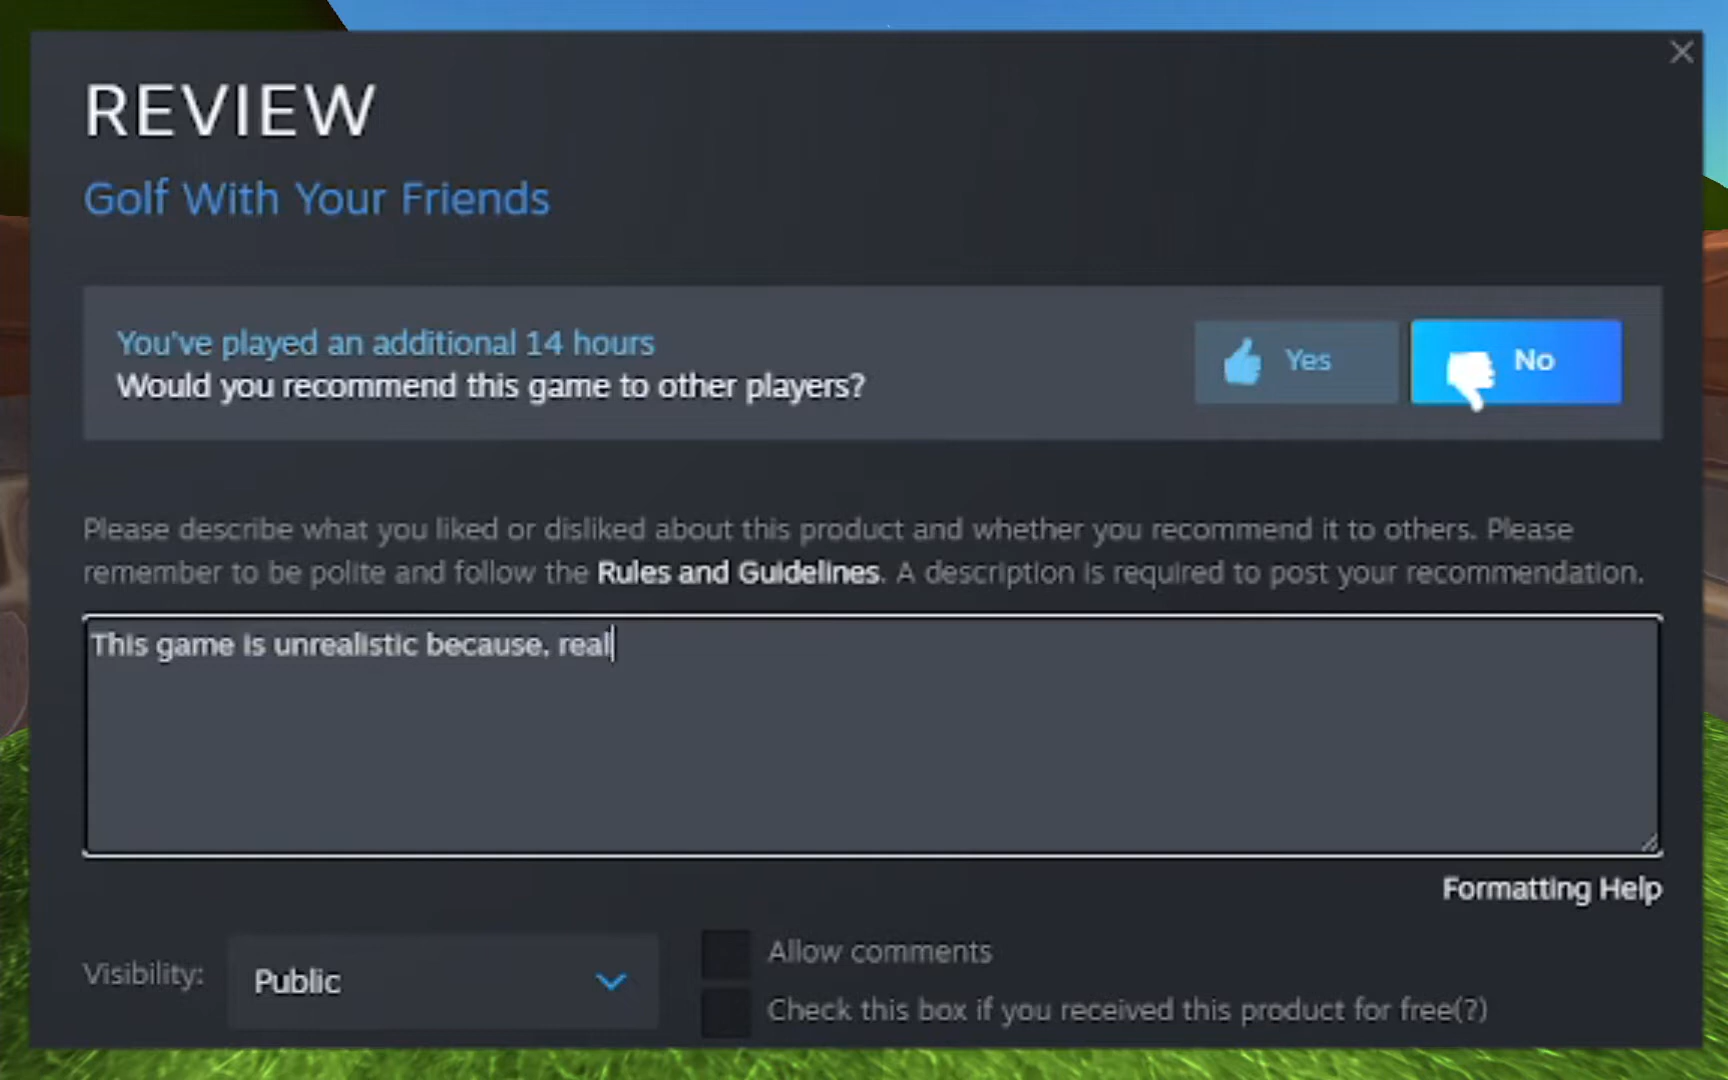 REVIEW
Golf With Your Friends
You've played an additional 14 hours
Would you recommend this game to other players?
Yes
No
Please describe what you liked or disliked about this product and whether you recommend it to others. Please
remember to be polite and follow the Rules and Guidelines. A description is required to post your recommendation.
This game is unrealistic because, real
Formatting Help
Visibility:
Public
Allow comments
Check this box if you received this product for free(?)